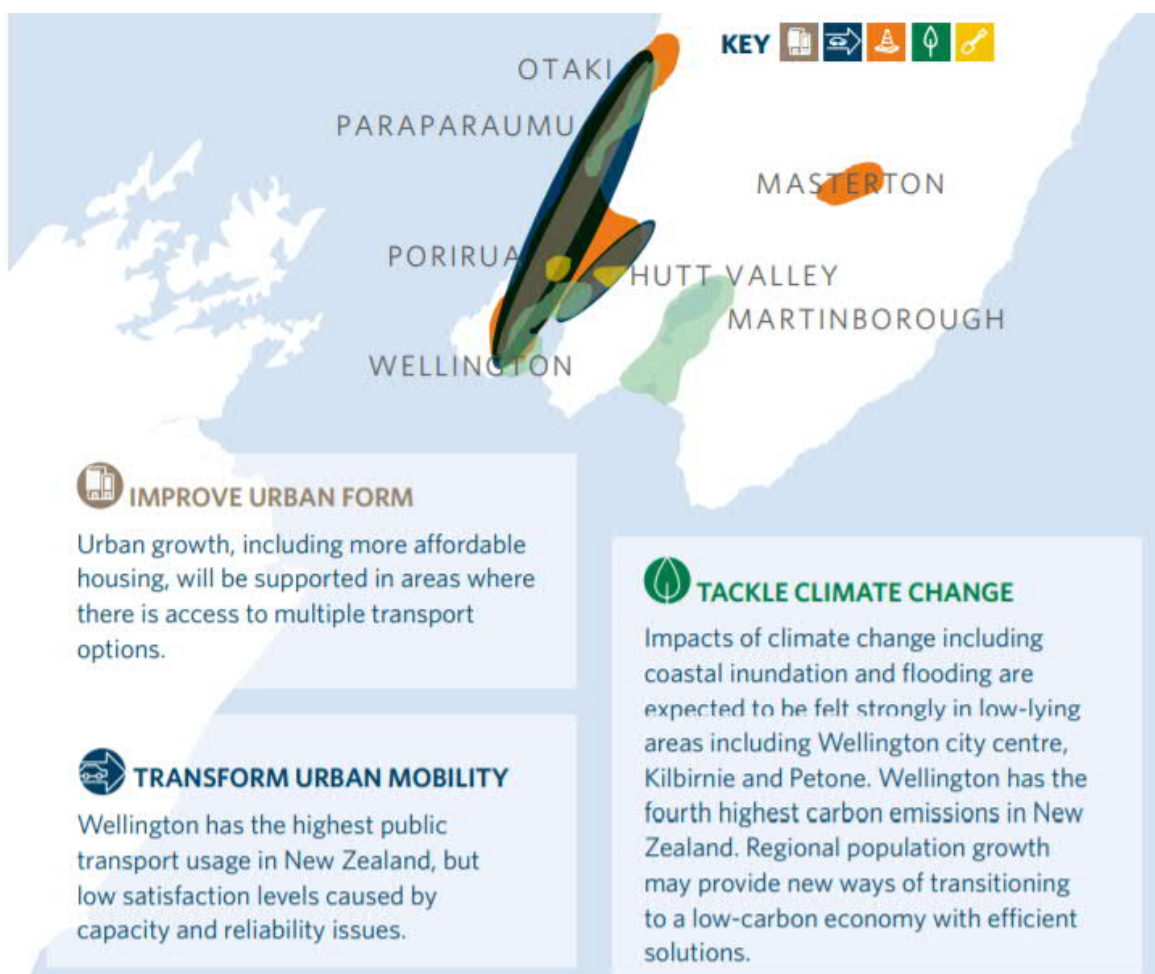 KEY
OTAKI
PARAPARAUMU
MASTERTON
PORIRUA
HUTT VALLEY
MARTINBOROUGH
WELLINGTON
IMPROVE URBAN FORM
Urban growth, including more affordable
housing, will be supported in areas where
there is access to multiple transport
options.
TRANSFORM URBAN MOBILITY
Wellington has the highest public
transport usage in New Zealand, but
low satisfaction levels caused by
capacity and reliability issues.
TACKLE CLIMATE CHANGE
Impacts of climate change including
coastal inundation and flooding are
expected to be felt strongly in low-lying
areas including Wellington city centre,
Kilbirnie and Petone. Wellington has the
fourth highest carbon emissions in New
Zealand. Regional population growth
may provide new ways of transitioning
to a low-carbon economy with efficient
solutions.